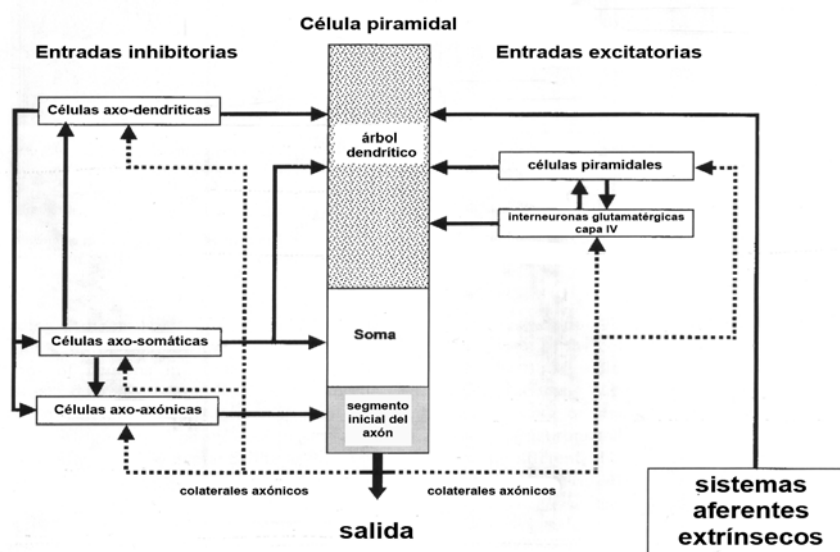 Célula piramidal
Entradas inhibitorias
Entradas excitatorias
Células axo-dendríticas
árbol
dendrítico
células piramidales
interneuronas glutamatérgicas
capa IV
Células axo-somáticas
Soma
Células axo-axónicas
segmento
inicial del
axón
colaterales axónicos
colaterales axónicos
salida
sistemas
aferentes
extrínsecos